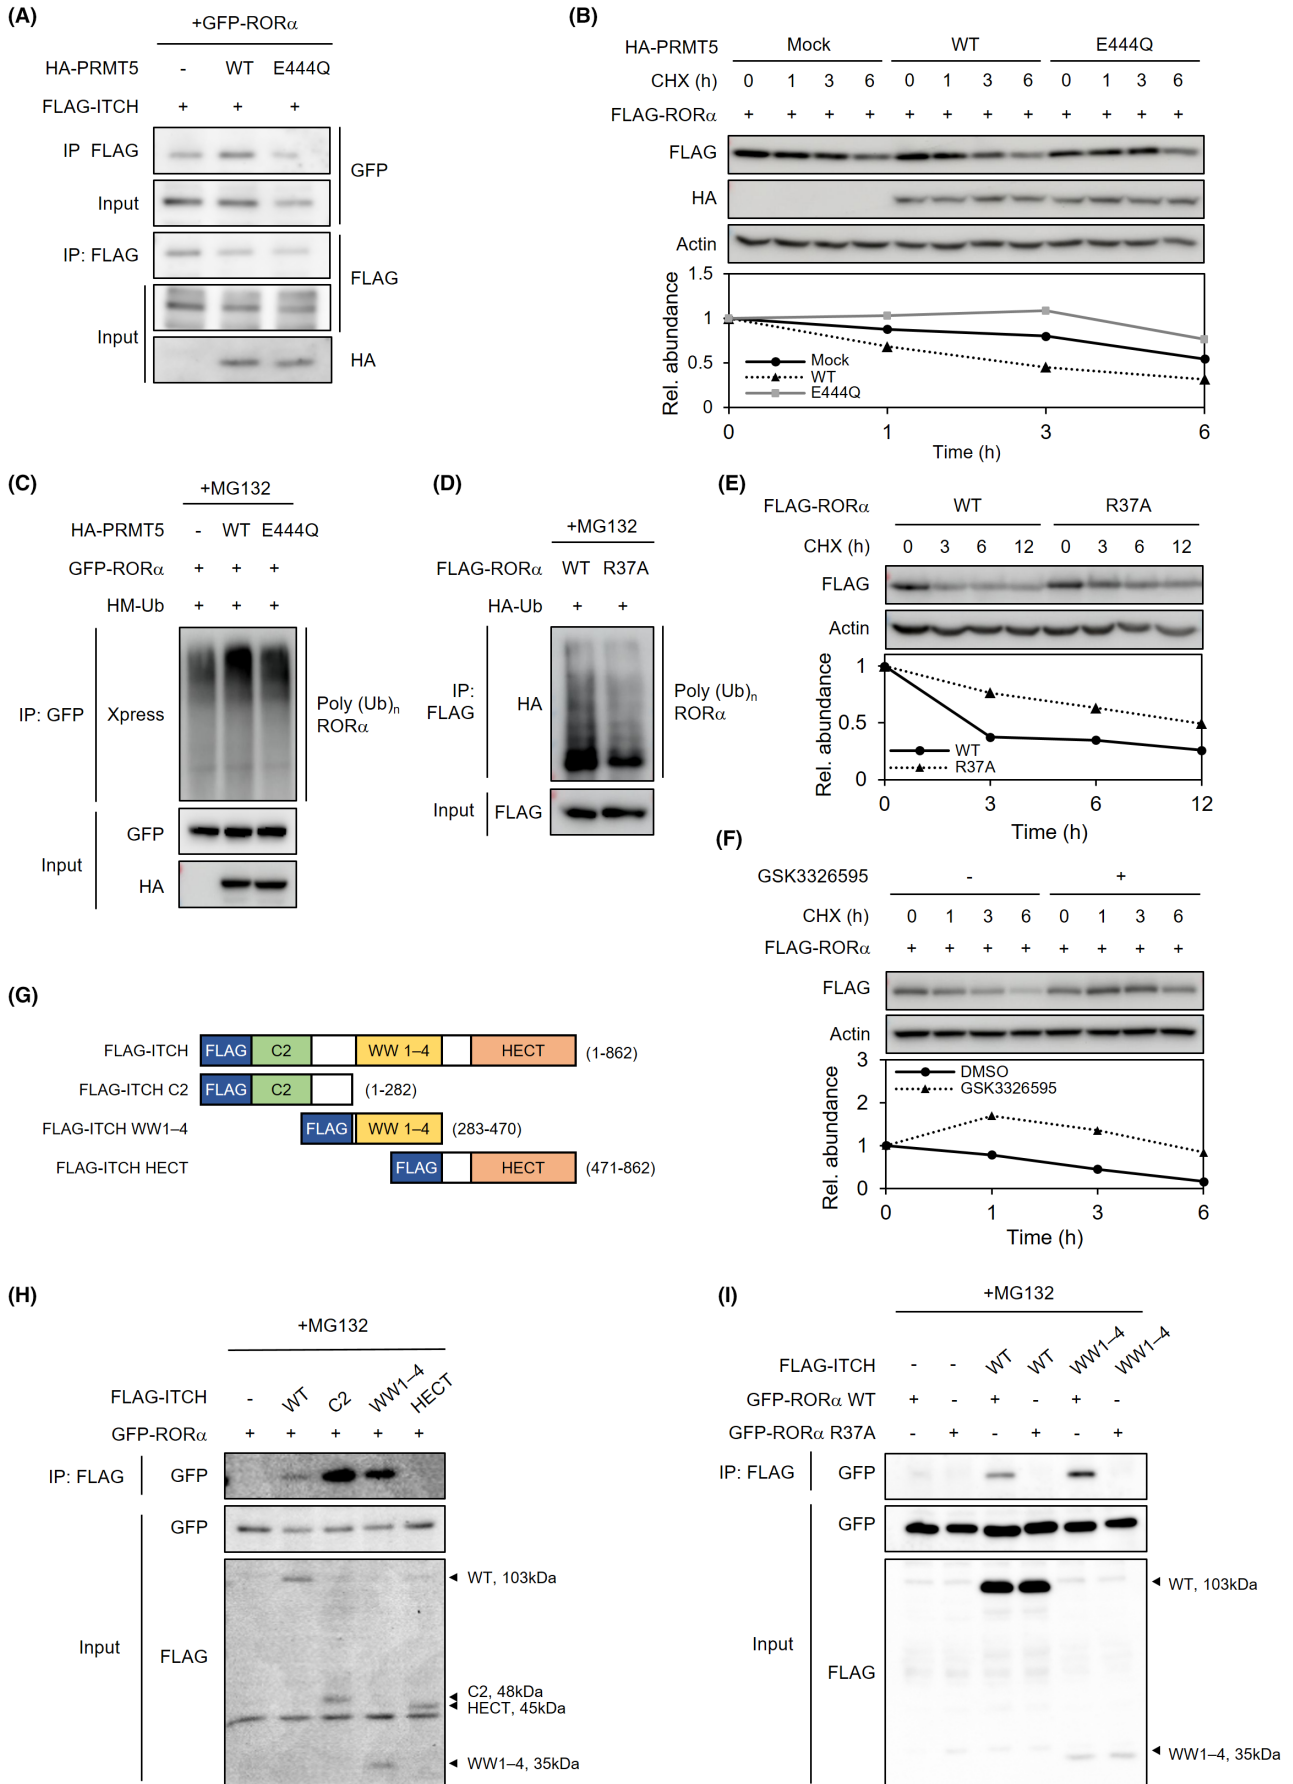 (A)
+GFP-RORα
HA-PRMT5 - WT E444Q
FLAG-ITCH + + +
IP FLAG
GFP
Input
IP: FLAG
FLAG
Input
HA
(B)
HA-PRMT5 Mock WT E444Q
CHX (h) 0 1 3 6 0 1 3 6 0 1 3 6
FLAG-RORα + + + + + + + + + + + +
FLAG
HA
Actin
Rel. abundance
1.5
1
0.5
0
Mock
WT
E444Q
0 1 3 6
Time (h)
(C)
+MG132
HA-PRMT5 - WT E444Q
GFP-RORα + + +
HM-Ub + + +
IP: GFP Xpress Poly (Ub)n
RORα
GFP
Input
HA
(D)
+MG132
FLAG-RORα WT R37A
HA-Ub + +
IP:
FLAG
HA
Poly (Ub)n
RORα
Input FLAG
(E)
FLAG-RORα WT R37A
CHX (h) 0 3 6 12 0 3 6 12
FLAG
Actin
Rel. abundance
1
0.5
0
WT
R37A
0 3 6 12
Time (h)
(F)
GSK3326595 - +
CHX (h) 0 1 3 6 0 1 3 6
FLAG-RORα + + + + + + + +
FLAG
Actin
Rel. abundance
3
2
1
0
DMSO
GSK3326595
0 1 3 6
Time (h)
(G)
FLAG-ITCH FLAG C2 WW 1–4 HECT (1-862)
FLAG-ITCH C2 FLAG C2 (1-282)
FLAG-ITCH WW1–4 FLAG WW 1–4 (283-470)
FLAG-ITCH HECT FLAG HECT (471-862)
(H)
+MG132
FLAG-ITCH - WT C2 WW1–4 HECT
GFP-RORα + + + + +
IP: FLAG GFP
GFP
WT, 103kDa
Input
FLAG
C2, 48kDa
HECT, 45kDa
WW1–4, 35kDa
(I)
+MG132
FLAG-ITCH - - WT WT WW1–4 WW1–4
GFP-RORα WT + - + - + -
GFP-RORα R37A - + - + - +
IP: FLAG GFP
GFP
WT, 103kDa
Input
FLAG
WW1–4, 35kDa